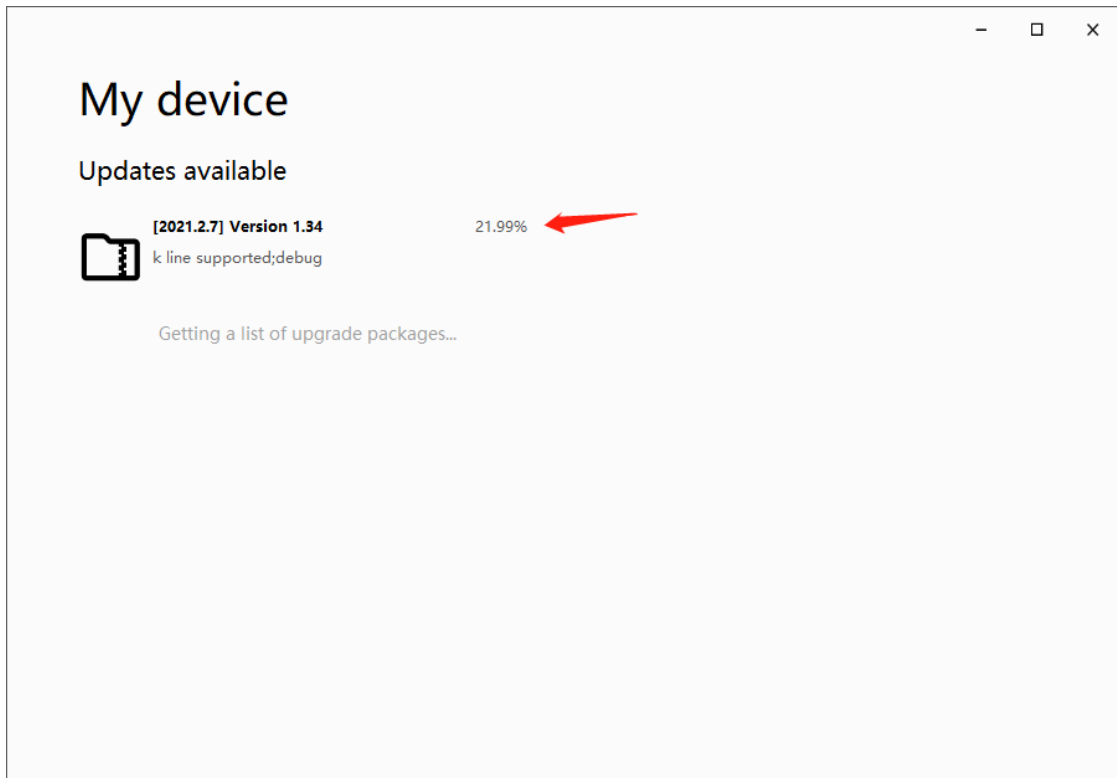 My device
Updates available
[2021.2.7] Version 1.34 21.99%
k line supported;debug
Getting a list of upgrade packages...